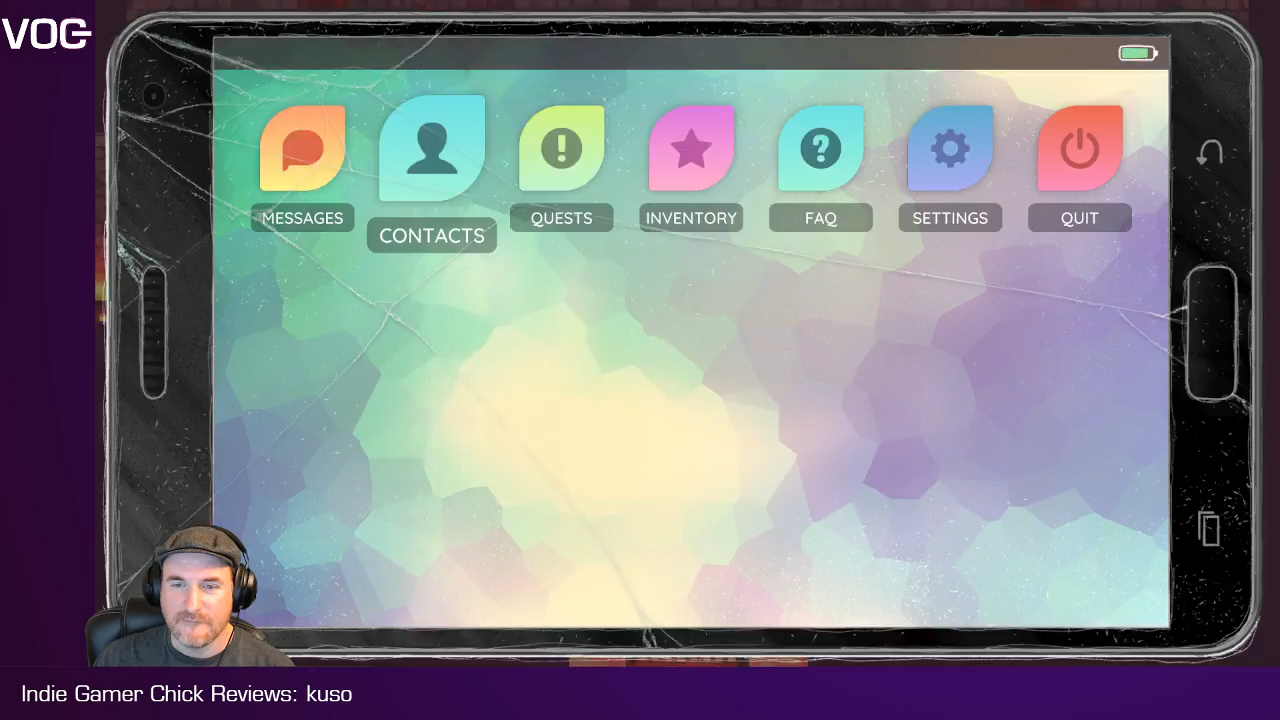 VOG
MESSAGES
CONTACTS
QUESTS
INVENTORY
FAQ
SETTINGS
QUIT
Indie Gamer Chick Reviews: kuso